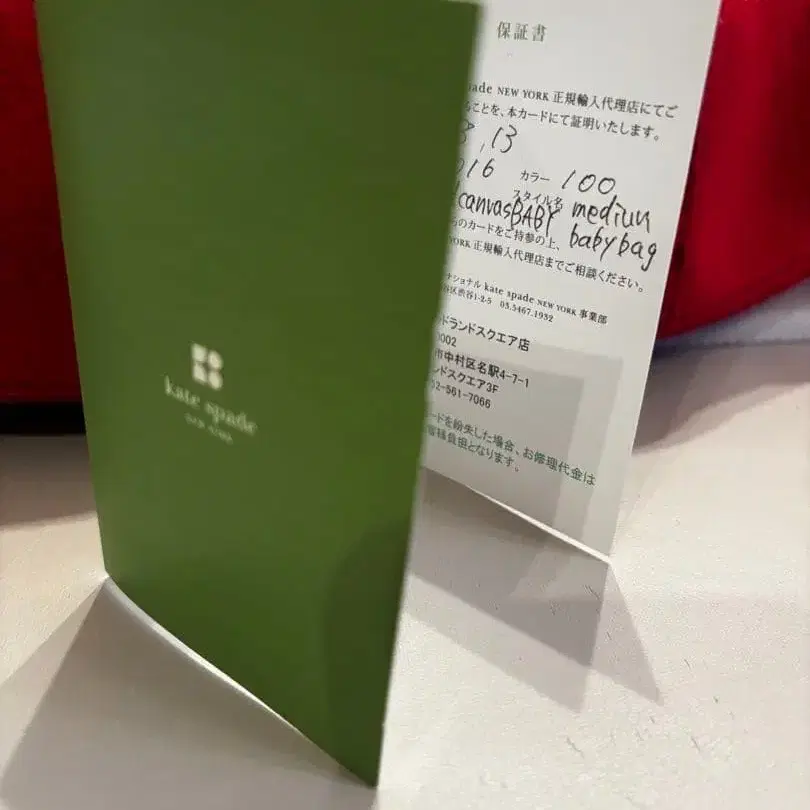 kate spade
NEW YORK
保証書
ade NEW YORK 正規輸入代理店にてご
ことを、本カードにて証明いたします。
8,13
016 カラー 100
スタイル名
canvas BABY medium
baby bag
のカードをご持参の上、
YORK 正規輸入代理店までご相談ください。
ナショナル kate spade NEW YORK 事業部
谷区渋谷1-2-5 03.5467.1932
ドランドスクエア店
0002
市中村区名駅4-7-1
ンドスクエア3F
52-561-7066
ードを紛失した場合、お修理代金は
客様負担となります。